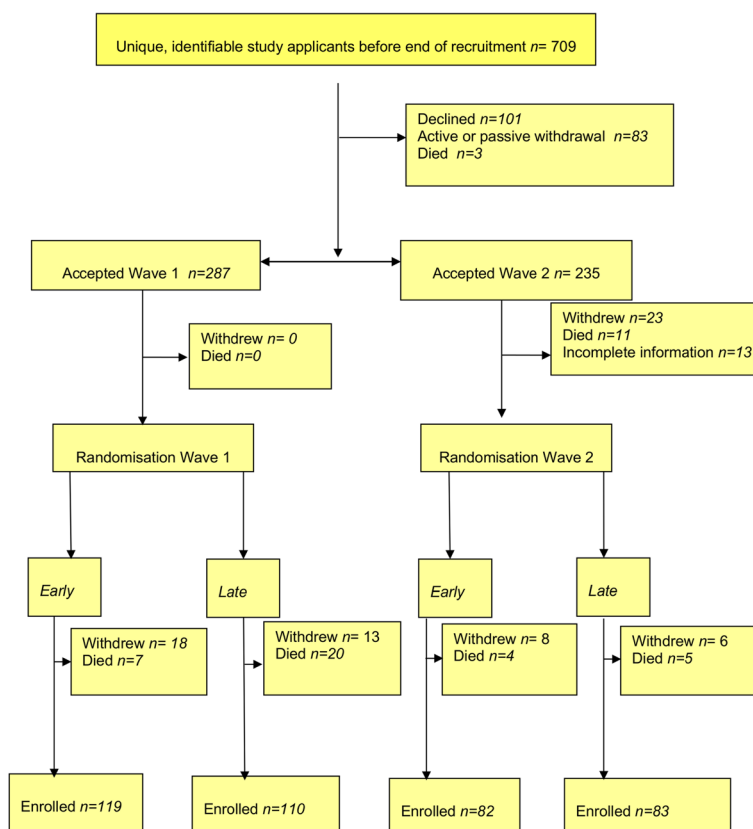 Unique, identifiable study applicants before end of recruitment n= 709
Declined n=101
Active or passive withdrawal n=83
Died n=3
Accepted Wave 1 n=287
Accepted Wave 2 n= 235
Withdrew n= 0
Died n=0
Withdrew n=23
Died n=11
Incomplete information n=13
Randomisation Wave 1
Randomisation Wave 2
Early
Late
Early
Late
Withdrew n= 18
Died n=7
Withdrew n= 13
Died n=20
Withdrew n= 8
Died n=4
Withdrew n= 6
Died n=5
Enrolled n=119
Enrolled n=110
Enrolled n=82
Enrolled n=83